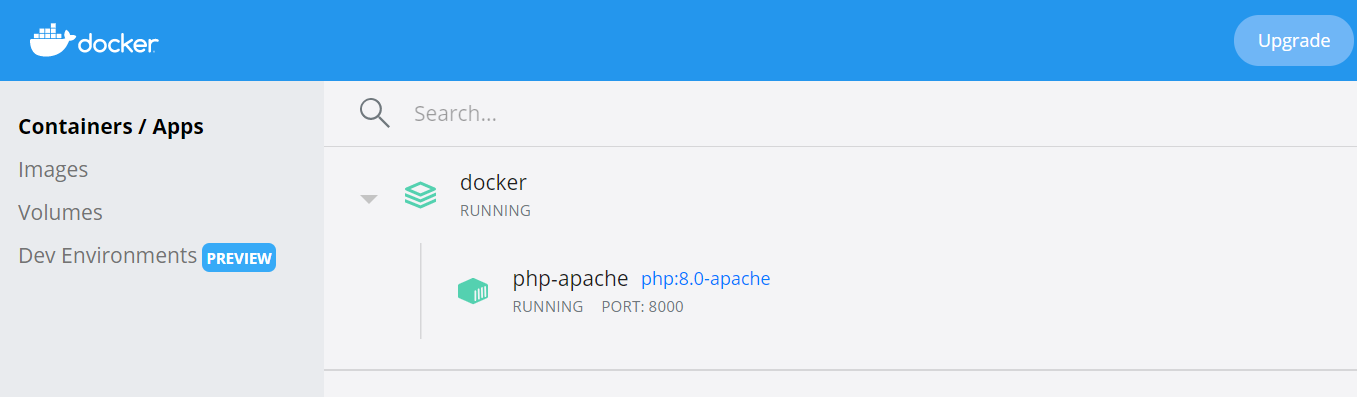 docker
Upgrade
Containers / Apps
Images
Volumes
Dev Environments PREVIEW
Search...
docker
RUNNING
php-apache php:8.0-apache
RUNNING PORT: 8000